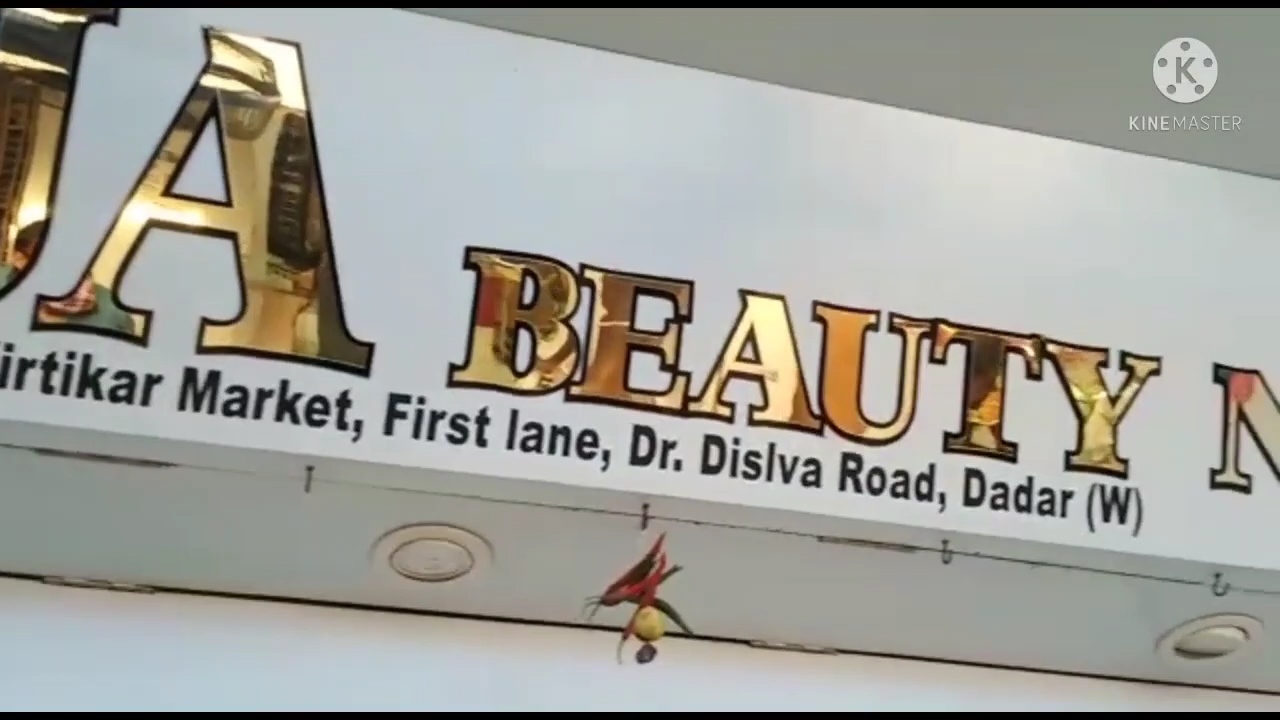 JA BEAUTY N
irtikar Market, First lane, Dr. Dislva Road, Dadar (W)
K
KINEMASTER